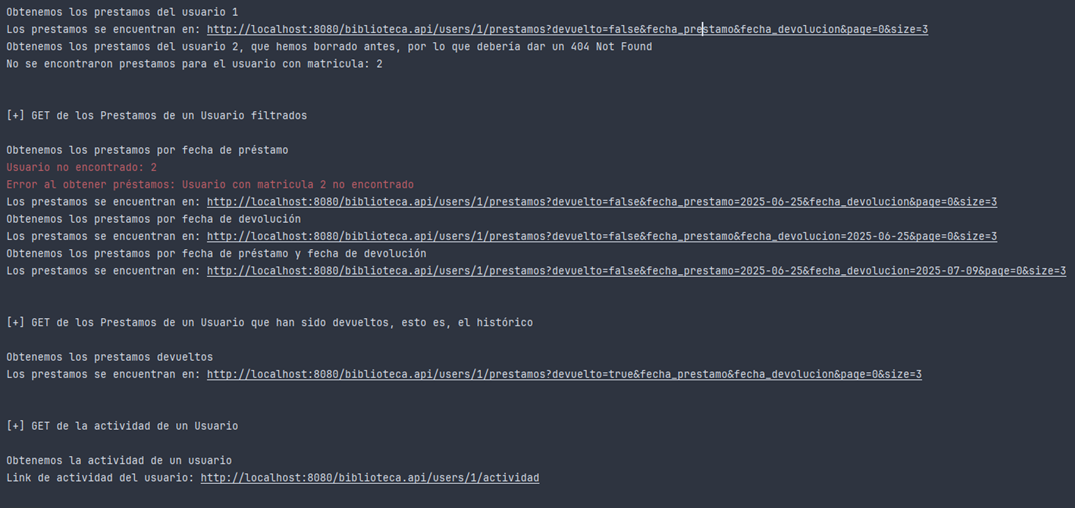 Obtenemos los prestamos del usuario 1
Los prestamos se encuentran en: http://localhost:8080/biblioteca.api/users/1/prestamos?devuelto=false&fecha_prestamo&fecha_devolucion&page=0&size=3
Obtenemos los prestamos del usuario 2, que hemos borrado antes, por lo que debería dar un 404 Not Found
No se encontraron prestamos para el usuario con matricula: 2
[+] GET de los Prestamos de un Usuario filtrados
Obtenemos los prestamos por fecha de préstamo
Usuario no encontrado: 2
Error al obtener préstamos: Usuario con matricula 2 no encontrado
Los prestamos se encuentran en: http://localhost:8080/biblioteca.api/users/1/prestamos?devuelto=false&fecha_prestamo=2025-06-25&fecha_devolucion&page=0&size=3
Obtenemos los prestamos por fecha de devolución
Los prestamos se encuentran en: http://localhost:8080/biblioteca.api/users/1/prestamos?devuelto=false&fecha_prestamo&fecha_devolucion=2025-06-25&page=0&size=3
Obtenemos los prestamos por fecha de préstamo y fecha de devolución
Los prestamos se encuentran en: http://localhost:8080/biblioteca.api/users/1/prestamos?devuelto=false&fecha_prestamo=2025-06-25&fecha_devolucion=2025-07-09&page=0&size=3
[+] GET de los Prestamos de un Usuario que han sido devueltos, esto es, el histórico
Obtenemos los prestamos devueltos
Los prestamos se encuentran en: http://localhost:8080/biblioteca.api/users/1/prestamos?devuelto=true&fecha_prestamo&fecha_devolucion&page=0&size=3
[+] GET de la actividad de un Usuario
Obtenemos la actividad de un usuario
Link de actividad del usuario: http://localhost:8080/biblioteca.api/users/1/actividad